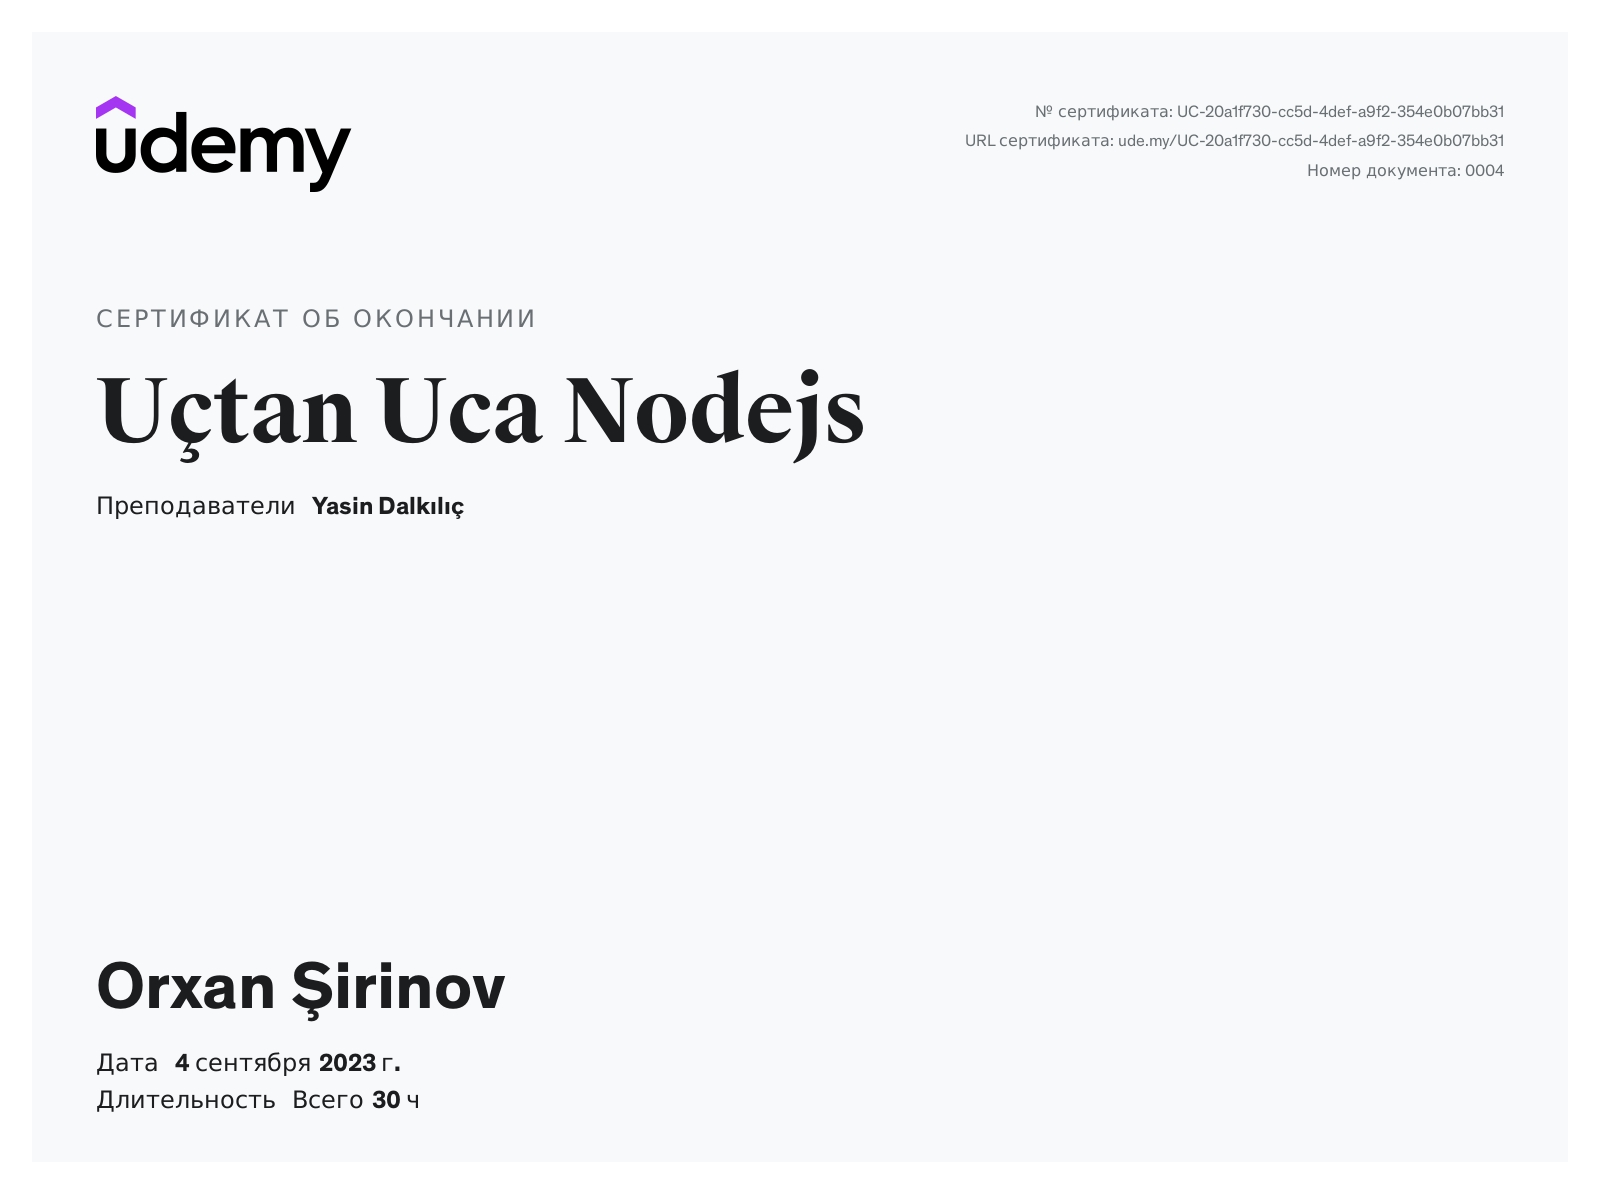 udemy
№ сертификата: UC-20a1f730-cc5d-4def-a9f2-354e0b07bb31
URL сертификата: ude.my/UC-20a1f730-cc5d-4def-a9f2-354e0b07bb31
Номер документа: 0004
СЕРТИФИКАТ ОБ ОКОНЧАНИИ
Uçtan Uca Nodejs
Преподаватели Yasin Dalkılıç
Orxan Şirinov
Дата 4 сентября 2023 г.
Длительность Всего 30 ч